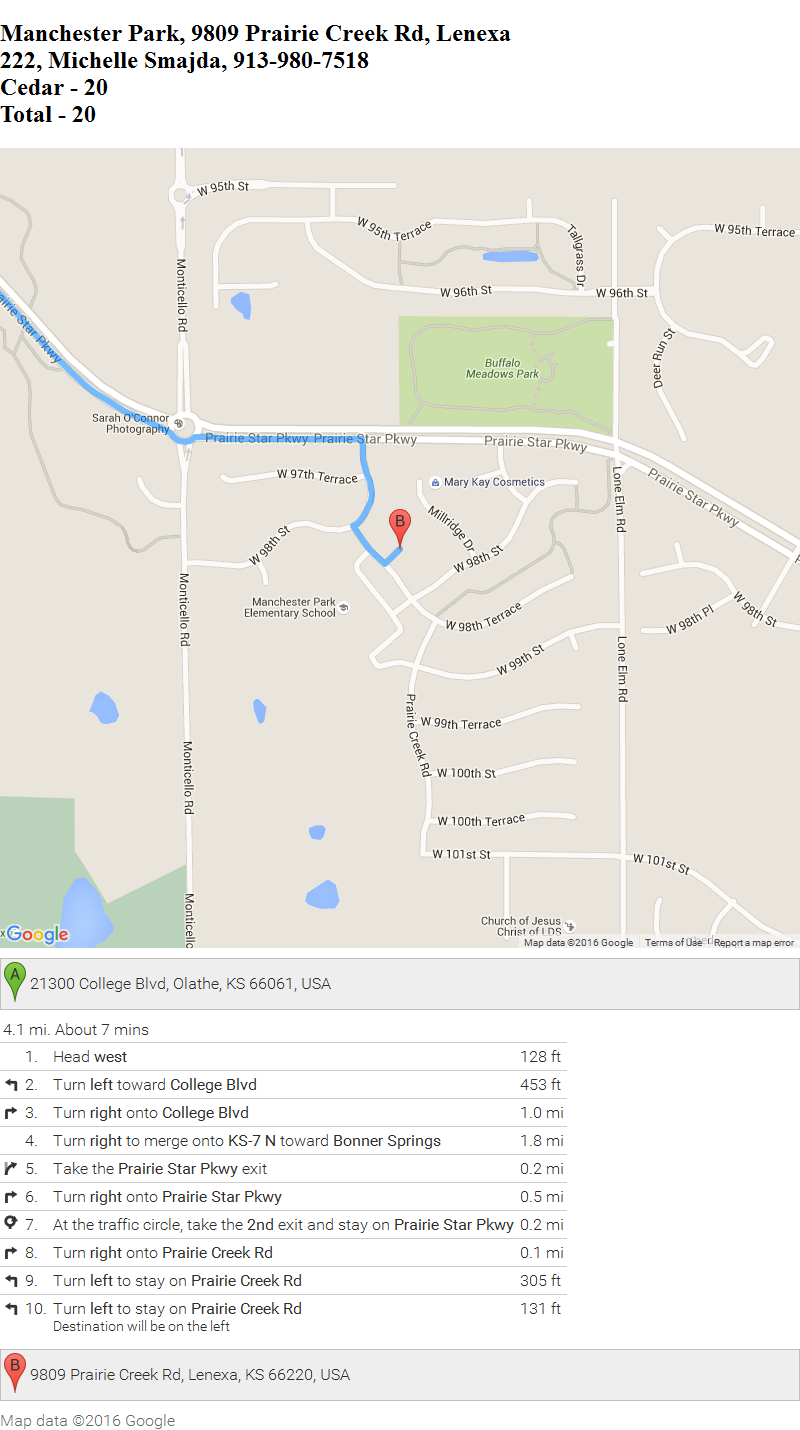 Manchester Park, 9809 Prairie Creek Rd, Lenexa
222, Michelle Smajda, 913-980-7518
Cedar - 20
Total - 20
W 95th St
W 95th Terrace
Tallgrass Dr
W 95th Terrace
Monticello Rd
W 96th St
W 96th St
Prairie Star Pkwy
Deer Run St
Buffalo
Meadows Park
Sarah O'Connor
Photography
Prairie Star Pkwy Prairie Star Pkwy
Prairie Star Pkwy
W 97th Terrace
Mary Kay Cosmetics
Lone Elm Rd
Prairie Star Pkwy
B
Millridge Dr
W 98th St
W 98th St
Monticello Rd
Manchester Park
Elementary School
W 98th Terrace
W 98th Pl
W 98th St
W 99th St
Lone Elm Rd
Prairie Creek Rd
W 99th Terrace
Monticello Rd
W 100th St
W 100th Terrace
W 101st St
W 101st St
Church of Jesus
Christ of LDS
Google
Map data ©2016 Google
Terms of Use
Report a map error
A
21300 College Blvd, Olathe, KS 66061, USA
4.1 mi. About 7 mins
1. Head west 128 ft
2. Turn left toward College Blvd 453 ft
3. Turn right onto College Blvd 1.0 mi
4. Turn right to merge onto KS-7 N toward Bonner Springs 1.8 mi
5. Take the Prairie Star Pkwy exit 0.2 mi
6. Turn right onto Prairie Star Pkwy 0.5 mi
7. At the traffic circle, take the 2nd exit and stay on Prairie Star Pkwy 0.2 mi
8. Turn right onto Prairie Creek Rd 0.1 mi
9. Turn left to stay on Prairie Creek Rd 305 ft
10. Turn left to stay on Prairie Creek Rd 131 ft
Destination will be on the left
B
9809 Prairie Creek Rd, Lenexa, KS 66220, USA
Map data ©2016 Google